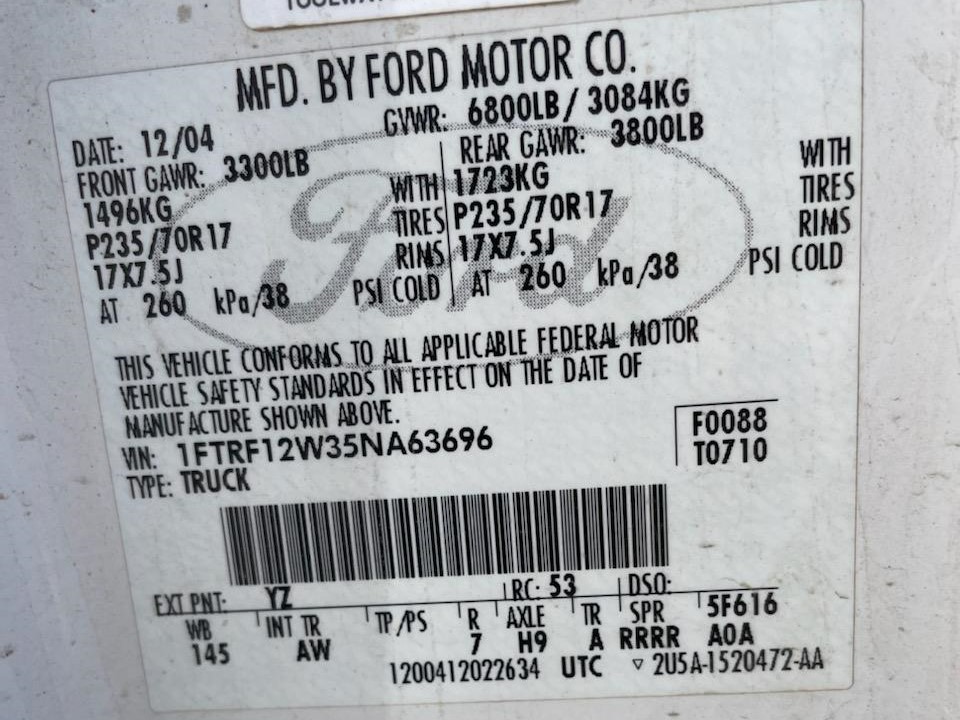 MFD. BY FORD MOTOR CO.
DATE: 12/04 GVWR: 6800LB/ 3084KG
FRONT GAWR: 3300LB REAR GAWR: 3800LB
1496KG WITH 1723KG WITH
P235/70R17 TIRES P235/70R17 TIRES
17X7.5J RIMS 17X7.5J RIMS
AT 260 kPa/38 PSI COLD AT 260 kPa/38 PSI COLD
Ford
THIS VEHICLE CONFORMS TO ALL APPLICABLE FEDERAL MOTOR
VEHICLE SAFETY STANDARDS IN EFFECT ON THE DATE OF
MANUFACTURE SHOWN ABOVE.
VIN: 1FTRF12W35NA63696
TYPE: TRUCK
F0088
T0710
EXT PNT: YZ RC: 53 DSO:
WB INT TR TP/PS R AXLE TR SPR 5F616
145 AW 7 H9 A RRRR A0A
1200412022634 UTC ▽ 2U5A-1520472-AA